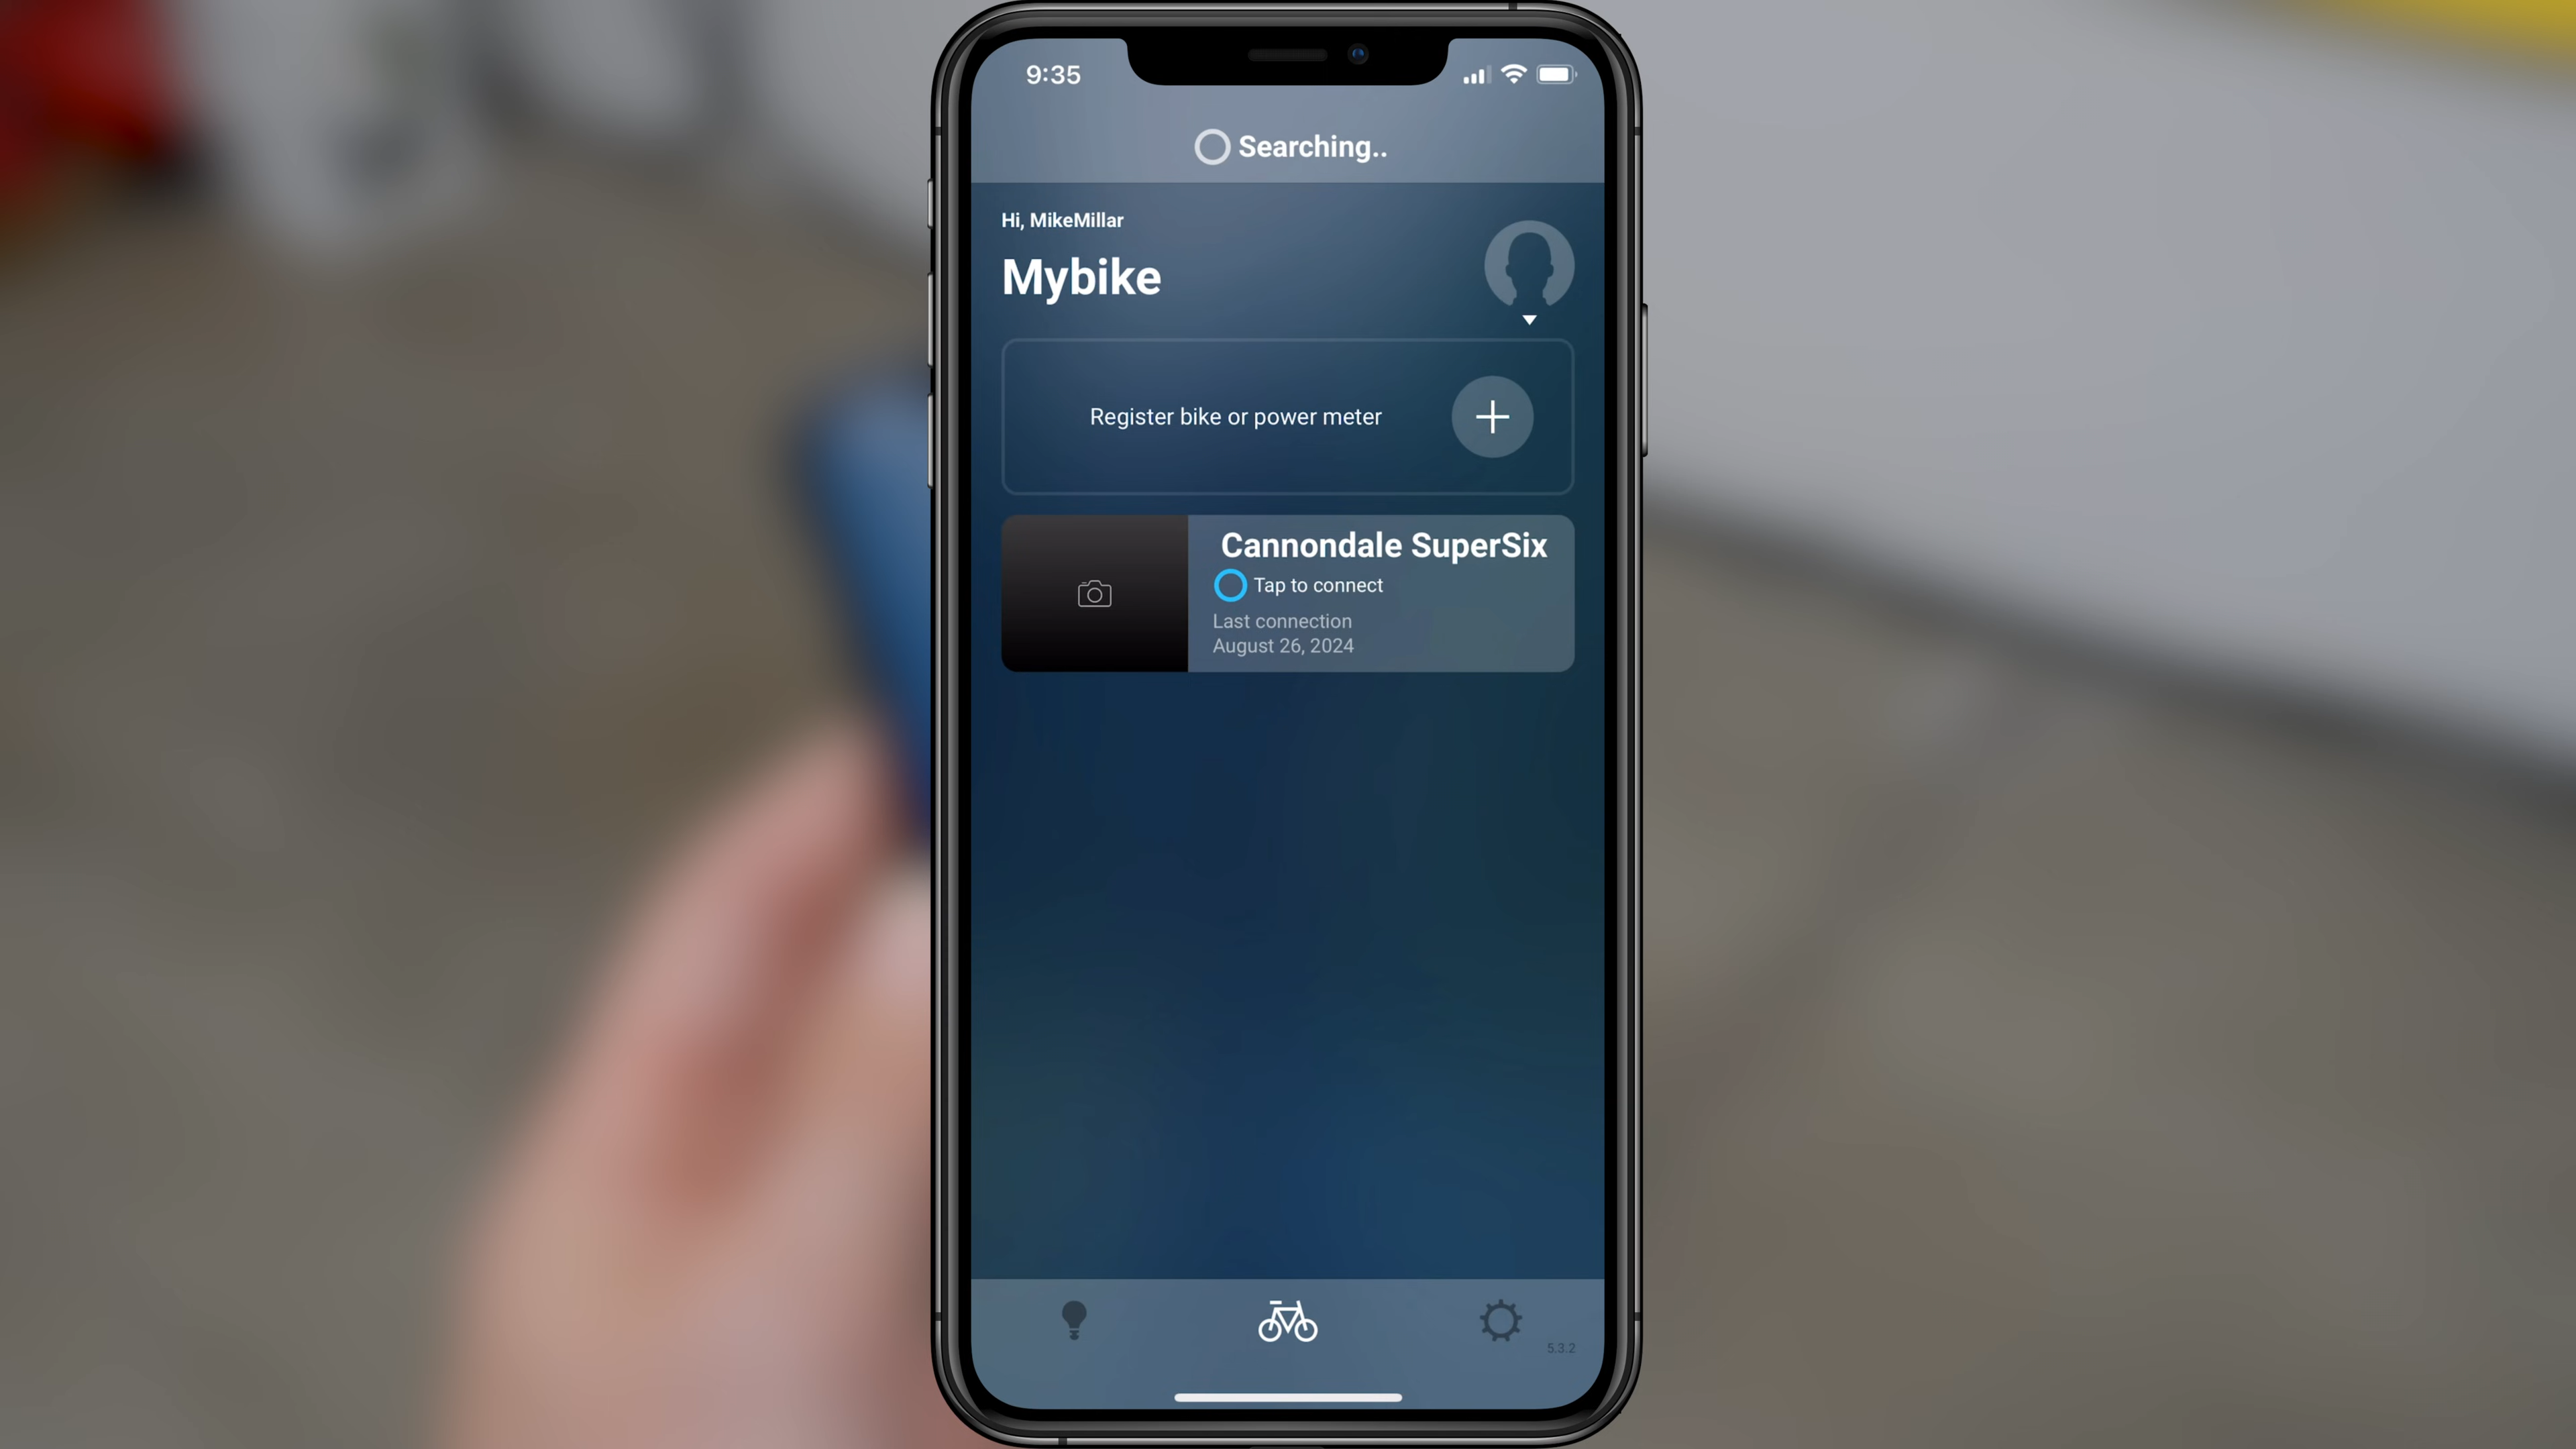 9:35
Searching..
Hi, MikeMillar
Mybike
Register bike or power meter
Cannondale SuperSix
Tap to connect
Last connection
August 26, 2024
5.3.2